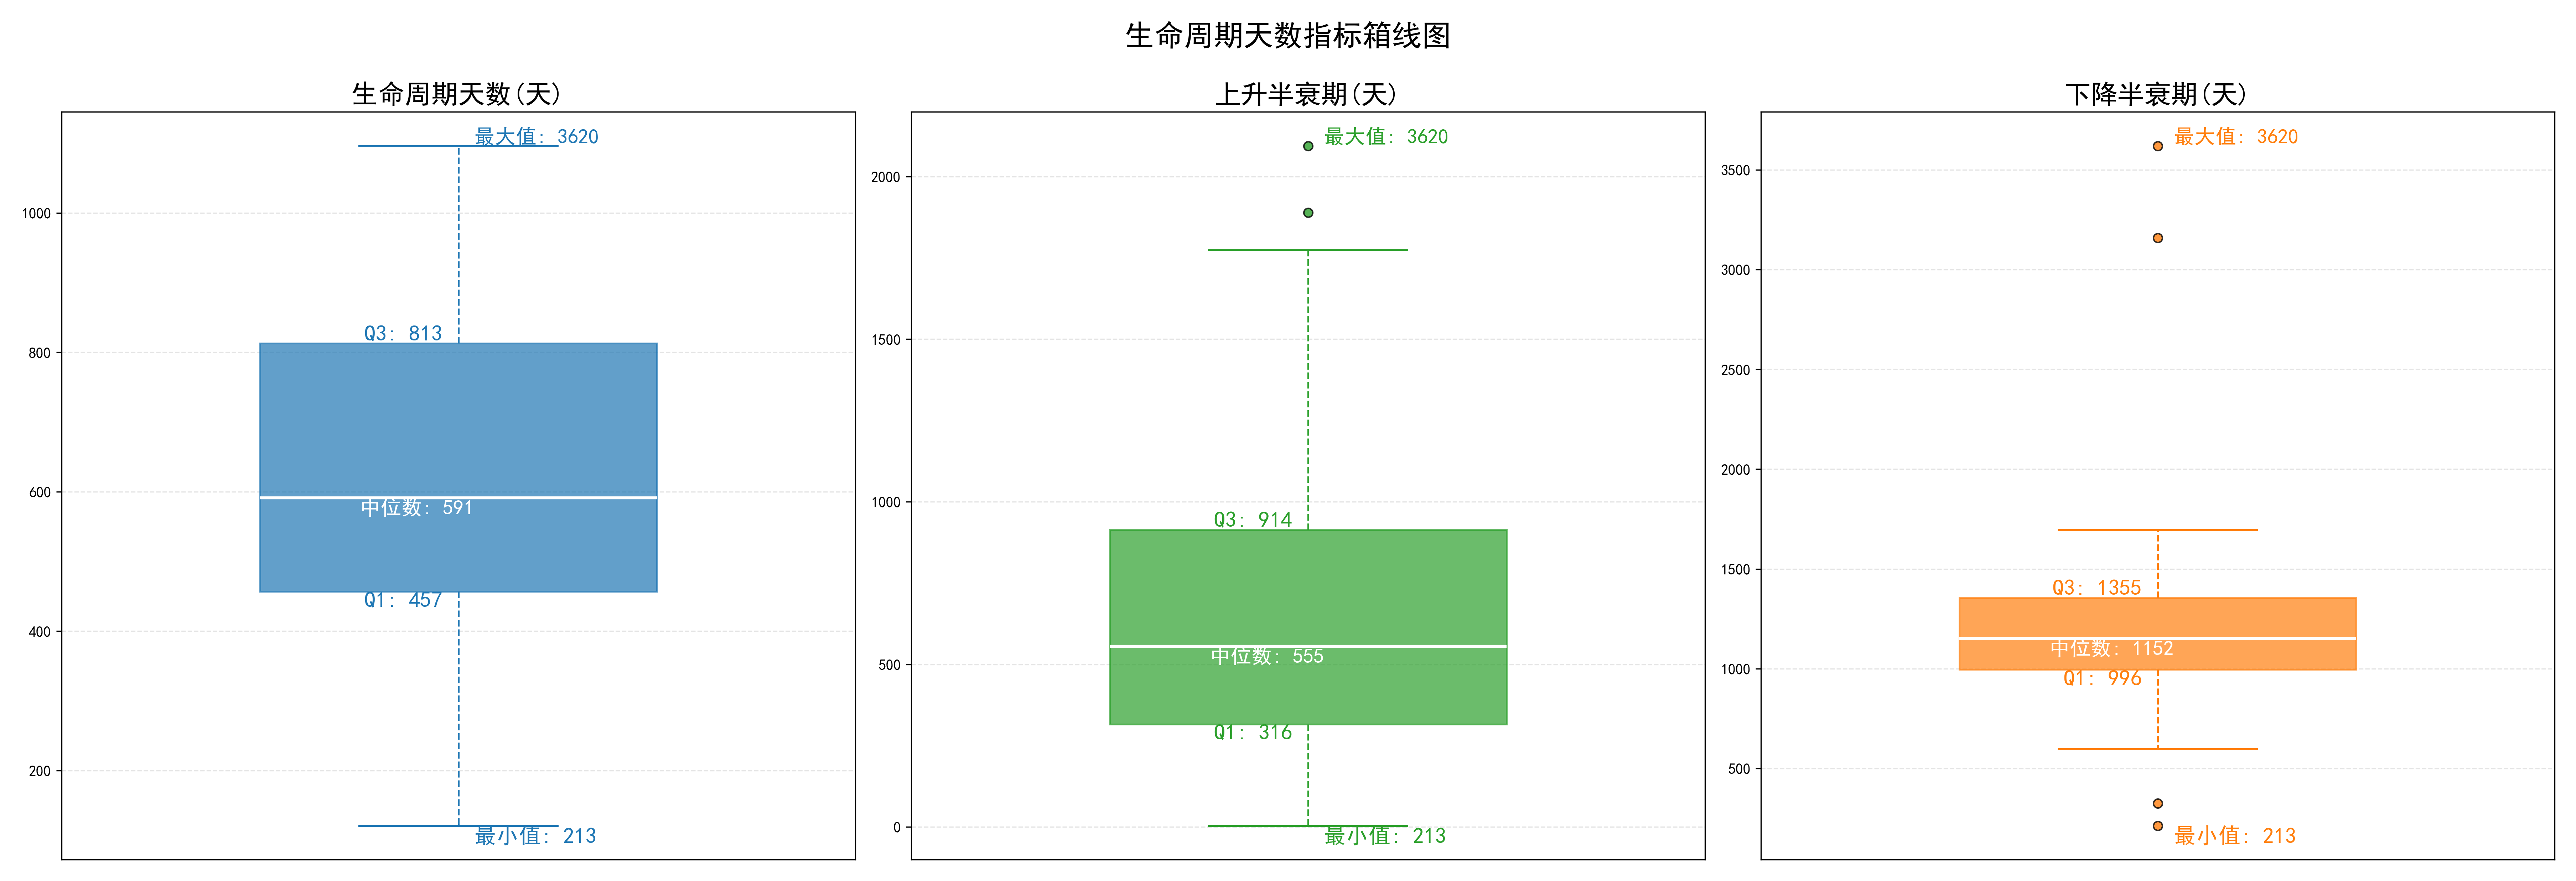 生命周期天数指标箱线图
生命周期天数(天)
最大值: 3620
1000
Q3: 813
800
600
中位数: 591
Q1: 457
400
200
最小值: 213
上升半衰期(天)
最大值: 3620
2000
1500
1000
Q3: 914
中位数: 555
500
Q1: 316
0
最小值: 213
下降半衰期(天)
最大值: 3620
3500
3000
2500
2000
1500
Q3: 1355
中位数: 1152
1000
Q1: 996
500
最小值: 213